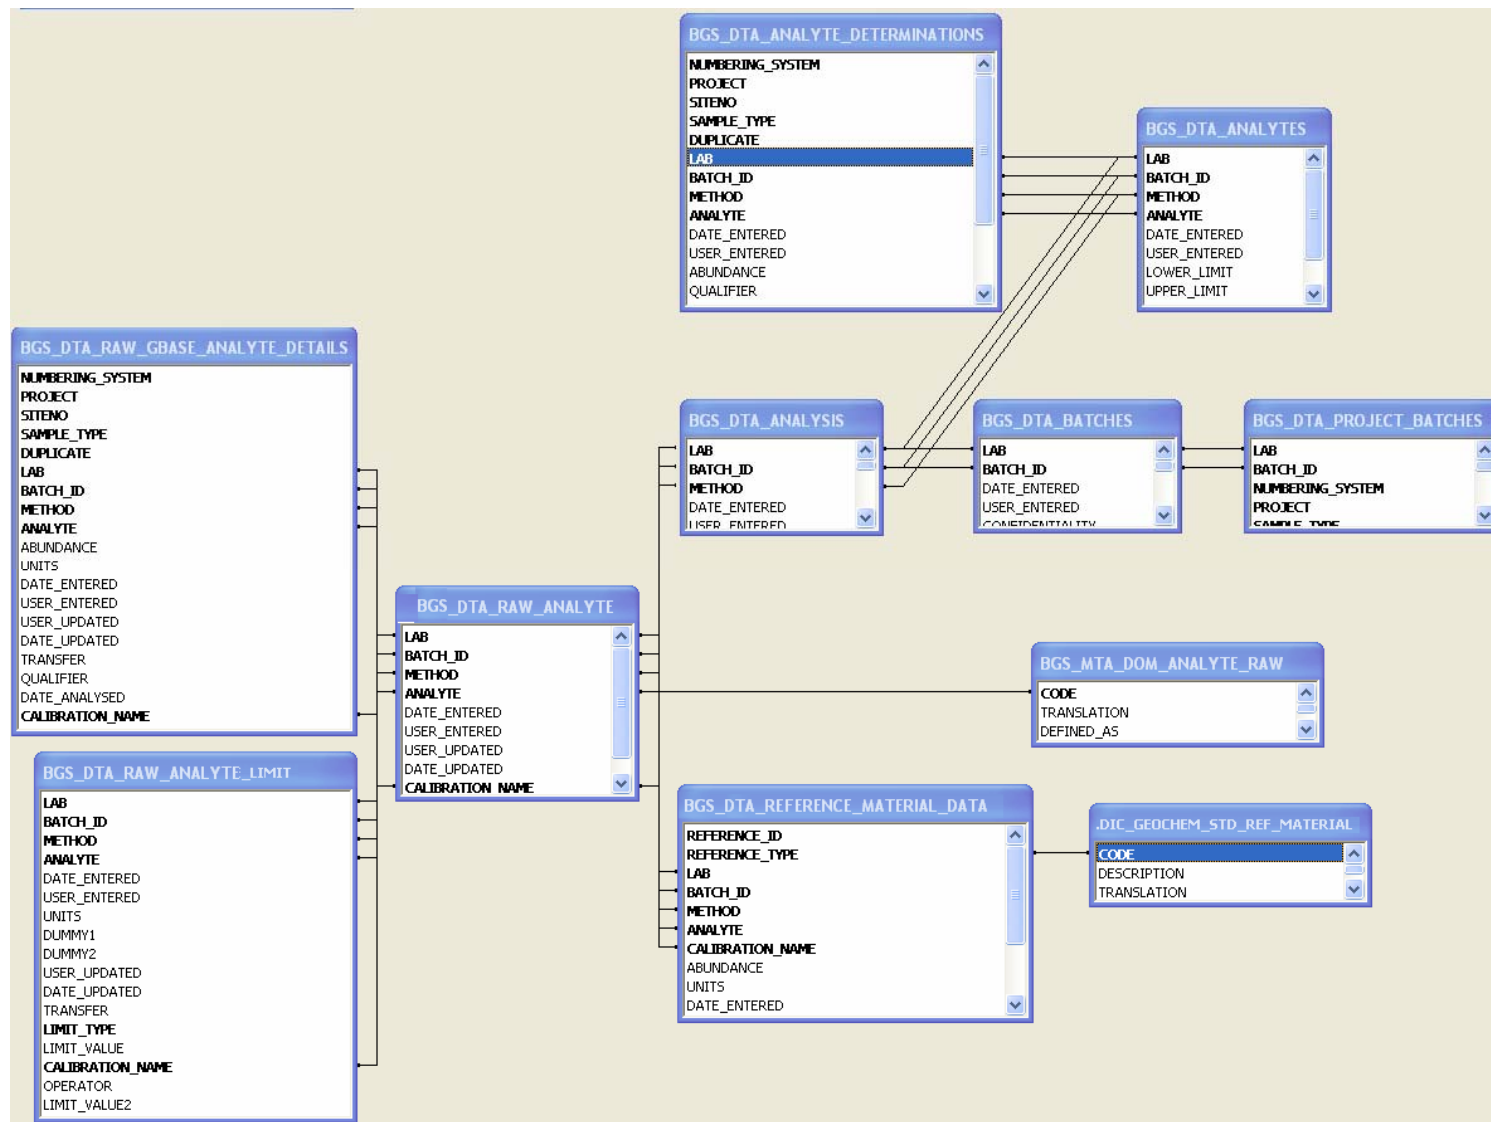 BGS_DTA_ANALYTE_DETERMINATIONS
NUMBERING_SYSTEM
PROJECT
SITENO
SAMPLE_TYPE
DUPLICATE
LAB
BATCH_ID
METHOD
ANALYTE
DATE_ENTERED
USER_ENTERED
ABUNDANCE
QUALIFIER
BGS_DTA_ANALYTES
LAB
BATCH_ID
METHOD
ANALYTE
DATE_ENTERED
USER_ENTERED
LOWER_LIMIT
UPPER_LIMIT
BGS_DTA_RAW_GBASE_ANALYTE_DETAILS
NUMBERING_SYSTEM
PROJECT
SITENO
SAMPLE_TYPE
DUPLICATE
LAB
BATCH_ID
METHOD
ANALYTE
ABUNDANCE
UNITS
DATE_ENTERED
USER_ENTERED
USER_UPDATED
DATE_UPDATED
TRANSFER
QUALIFIER
DATE_ANALYSED
CALIBRATION_NAME
BGS_DTA_ANALYSIS
LAB
BATCH_ID
METHOD
DATE_ENTERED
USER_ENTERED
BGS_DTA_BATCHES
LAB
BATCH_ID
DATE_ENTERED
USER_ENTERED
CONFIDENTIALITY
BGS_DTA_PROJECT_BATCHES
LAB
BATCH_ID
NUMBERING_SYSTEM
PROJECT
SAMPLE_TYPE
BGS_DTA_RAW_ANALYTE
LAB
BATCH_ID
METHOD
ANALYTE
DATE_ENTERED
USER_ENTERED
USER_UPDATED
DATE_UPDATED
CALIBRATION_NAME
BGS_MTA_DOM_ANALYTE_RAW
CODE
TRANSLATION
DEFINED_AS
BGS_DTA_RAW_ANALYTE_LIMIT
LAB
BATCH_ID
METHOD
ANALYTE
DATE_ENTERED
USER_ENTERED
UNITS
DUMMY1
DUMMY2
USER_UPDATED
DATE_UPDATED
TRANSFER
LIMIT_TYPE
LIMIT_VALUE
CALIBRATION_NAME
OPERATOR
LIMIT_VALUE2
BGS_DTA_REFERENCE_MATERIAL_DATA
REFERENCE_ID
REFERENCE_TYPE
LAB
BATCH_ID
METHOD
ANALYTE
CALIBRATION_NAME
ABUNDANCE
UNITS
DATE_ENTERED
.DIC_GEOCHEM_STD_REF_MATERIAL
CODE
DESCRIPTION
TRANSLATION